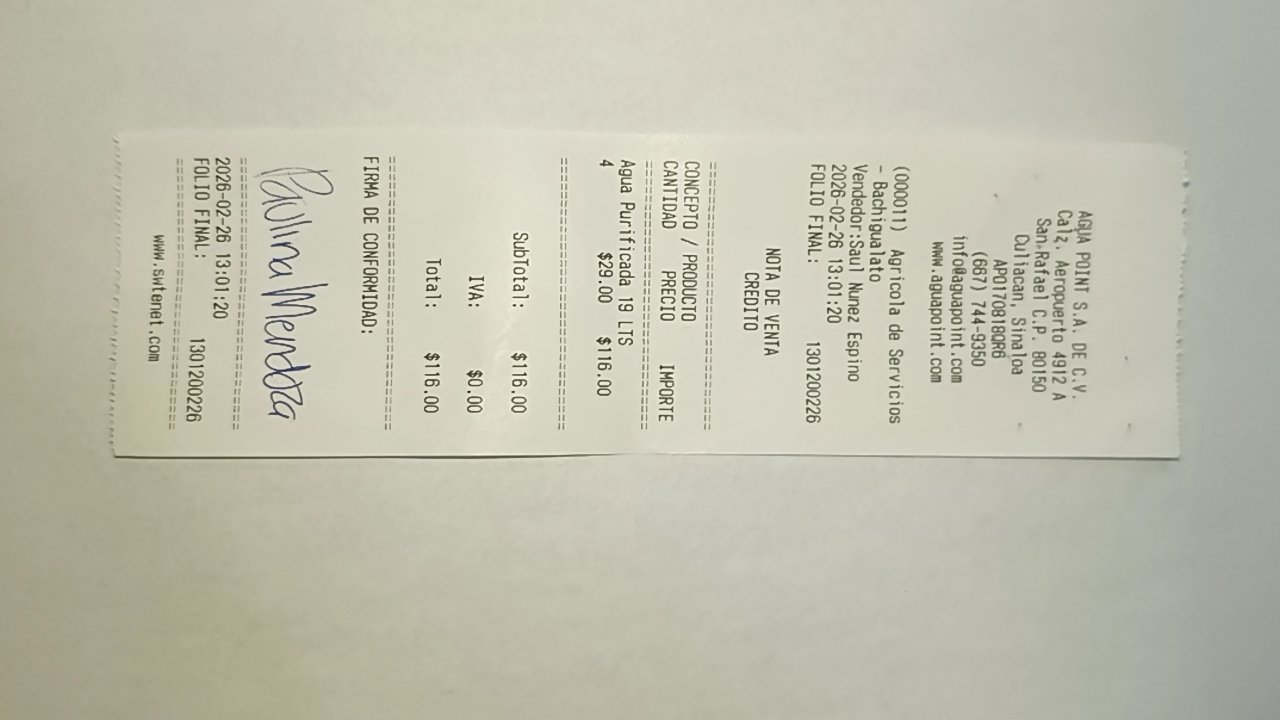 AGUA POINT S.A. DE C.V.
Calz. Aeropuerto 4912 A
San Rafael C.P. 80150
Culiacan, Sinaloa
APO170818QR6
(667) 744-9350
info@aguapoint.com
www.aguapoint.com
(000011) Agricola de Servicios
- Bachigualato
Vendedor:Saul Nunez Espino
2026-02-26 13:01:20
FOLIO FINAL: 1301200226
NOTA DE VENTA
CREDITO
==============================
CONCEPTO / PRODUCTO
CANTIDAD PRECIO IMPORTE
==============================
Agua Purificada 19 LTS
4 $29.00 $116.00
==============================
SubTotal: $116.00
IVA: $0.00
Total: $116.00
==============================
FIRMA DE CONFORMIDAD:
Paulina Mendoza
==============================
2026-02-26 13:01:20
FOLIO FINAL: 1301200226
==============================
www.swtenet.com